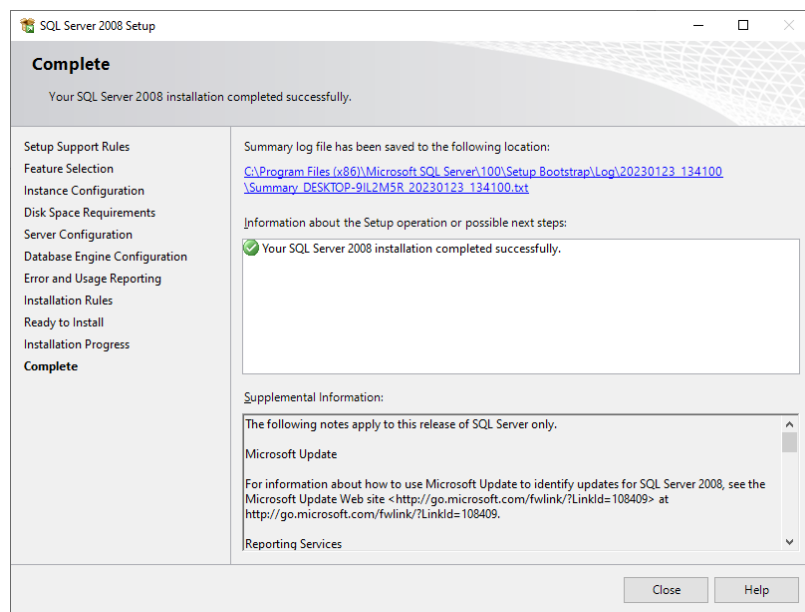 SQL Server 2008 Setup
Complete
Your SQL Server 2008 installation completed successfully.
Setup Support Rules
Feature Selection
Instance Configuration
Disk Space Requirements
Server Configuration
Database Engine Configuration
Error and Usage Reporting
Installation Rules
Ready to Install
Installation Progress
Complete
Summary log file has been saved to the following location:
C:\Program Files (x86)\Microsoft SQL Server\100\Setup Bootstrap\Log\20230123_134100
\Summary_DESKTOP-9IL2M5R_20230123_134100.txt
Information about the Setup operation or possible next steps:
Your SQL Server 2008 installation completed successfully.
Supplemental Information:
The following notes apply to this release of SQL Server only.
Microsoft Update
For information about how to use Microsoft Update to identify updates for SQL Server 2008, see the
Microsoft Update Web site <http://go.microsoft.com/fwlink/?LinkId=108409> at
http://go.microsoft.com/fwlink/?LinkId=108409.
Reporting Services
Close
Help